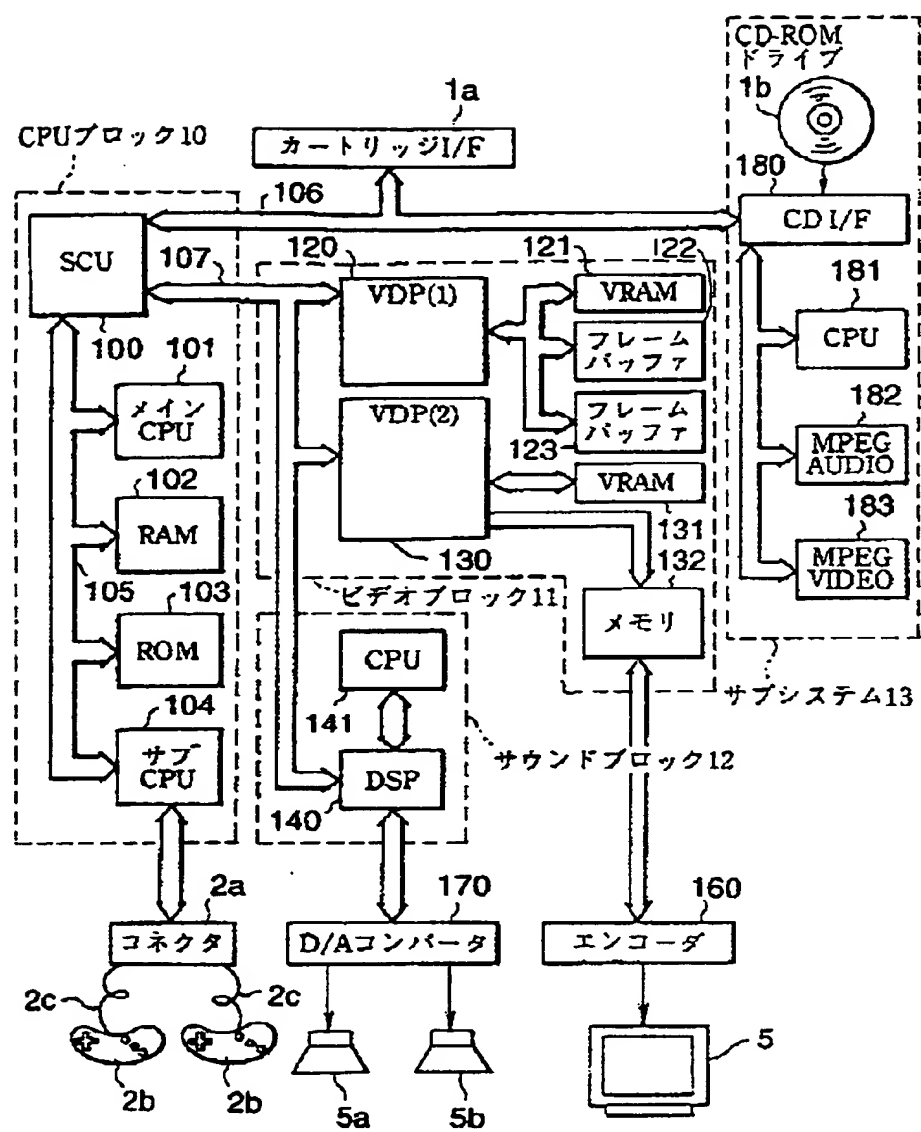 CD-ROM
ドライブ
1b
1a
CPUブロック10
カートリッジI/F
180
CD I/F
106
SCU
107
120
121
122
VDP(1)
VRAM
181
CPU
100
フレーム
バッファ
101
メイン
CPU
VDP(2)
フレーム
バッファ
123
182
MPEG
AUDIO
102
RAM
VRAM
131
183
MPEG
VIDEO
130
132
105
103
ビデオブロック11
メモリ
ROM
CPU
141
サブシステム13
104
サブ
CPU
サウンドブロック12
DSP
140
2a
170
160
コネクタ
D/Aコンバータ
エンコーダ
2c
2c
5
2b
2b
5a
5b